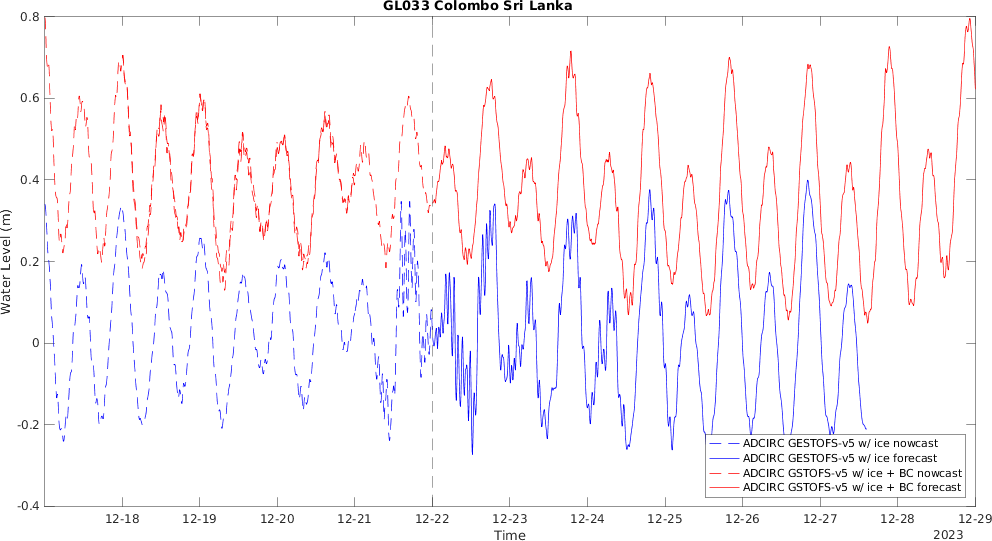 GL033 Colombo Sri Lanka
0.8
0.6
0.4
0.2
0
-0.2
-0.4
Water Level (m)
12-18 12-19 12-20 12-21 12-22 12-23 12-24 12-25 12-26 12-27 12-28 12-29
Time
2023
ADCIRC GESTOFS-v5 w/ ice nowcast
ADCIRC GESTOFS-v5 w/ ice forecast
ADCIRC GSTOFS-v5 w/ ice + BC nowcast
ADCIRC GSTOFS-v5 w/ ice + BC forecast